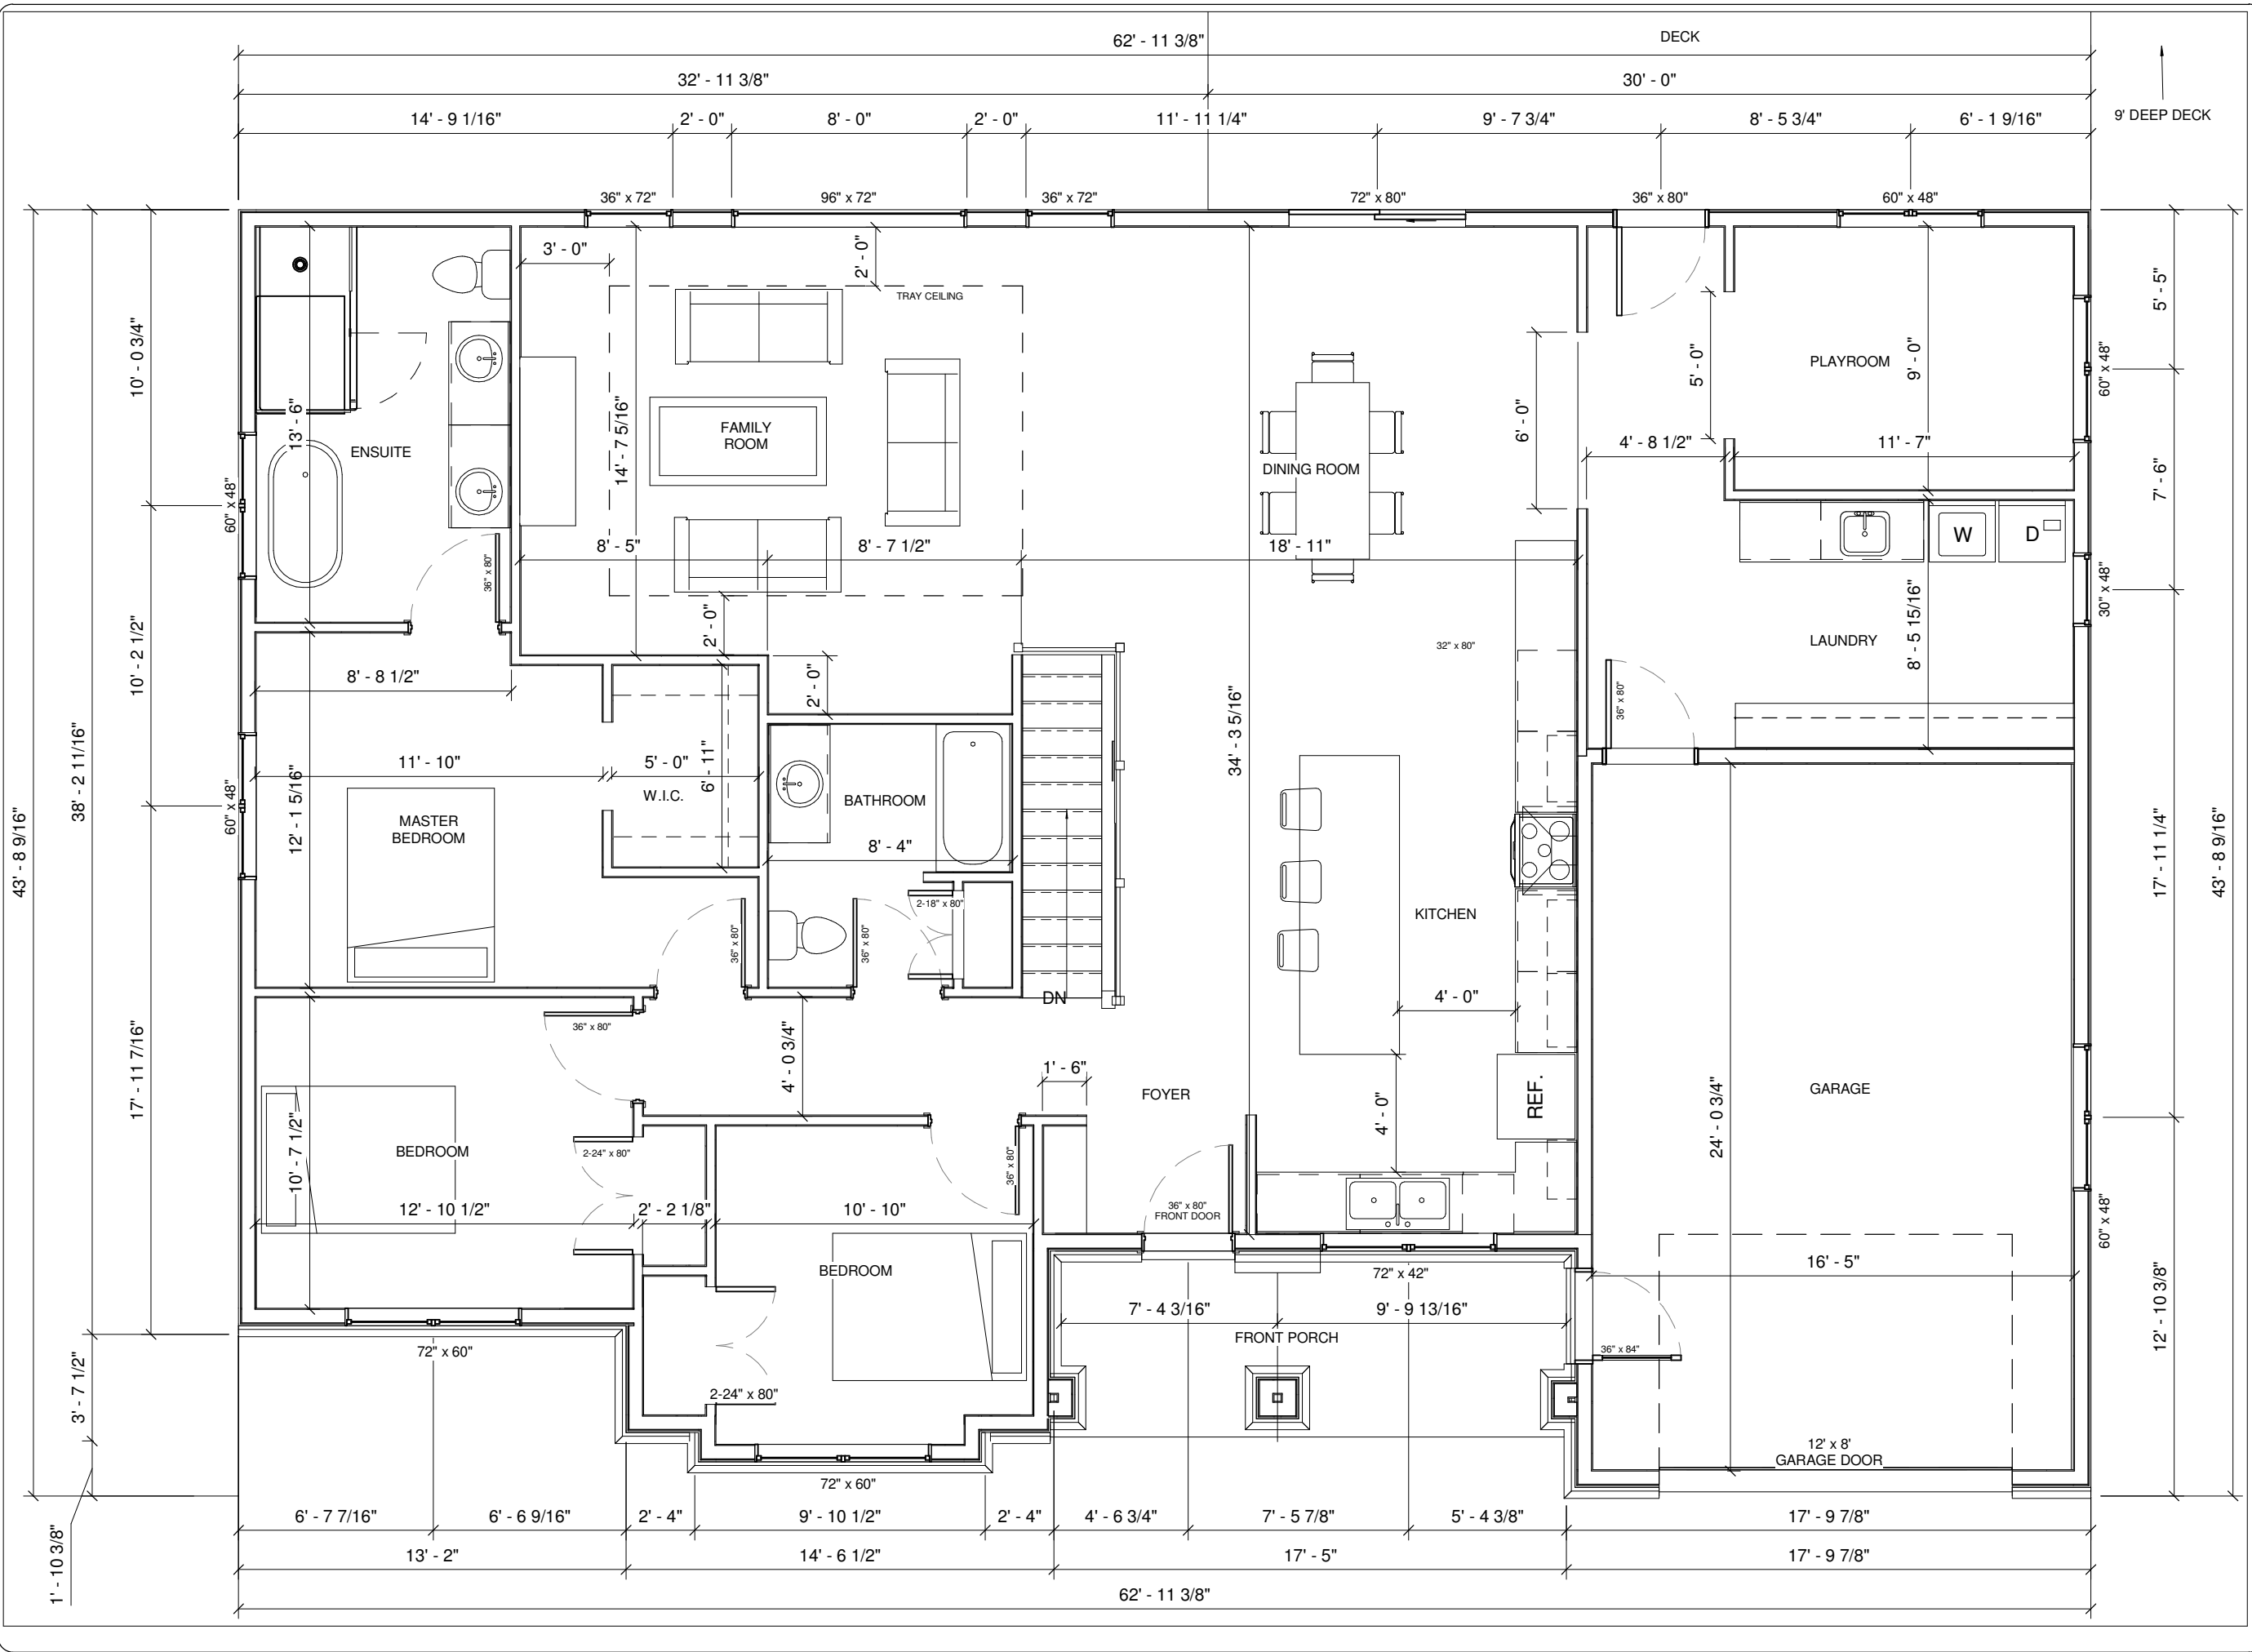 62' - 11 3/8"
DECK
32' - 11 3/8"
30' - 0"
14' - 9 1/16"
2' - 0"
8' - 0"
2' - 0"
11' - 11 1/4"
9' - 7 3/4"
8' - 5 3/4"
6' - 1 9/16"
9' DEEP DECK
36" x 72"
96" x 72"
36" x 72"
72" x 80"
36" x 80"
60" x 48"
3' - 0"
2' - 0"
TRAY CEILING
10' - 0 3/4"
13' - 6"
ENSUITE
14' - 7 5/16"
FAMILY
ROOM
DINING ROOM
6' - 0"
5' - 0"
PLAYROOM
9' - 0"
60" x 48"
5' - 5"
4' - 8 1/2"
11' - 7"
7' - 6"
60" x 48"
36" x 80"
8' - 5"
8' - 7 1/2"
18' - 11"
W
D
30" x 48"
2' - 0"
10' - 2 1/2"
8' - 8 1/2"
2' - 0"
32" x 80"
36" x 80"
LAUNDRY
8' - 5 15/16"
43' - 8 9/16"
38' - 2 11/16"
60" x 48"
11' - 10"
12' - 1 5/16"
MASTER
BEDROOM
5' - 0"
6' - 11"
W.I.C.
BATHROOM
8' - 4"
34' - 3 5/16"
2-18" x 80"
36" x 80"
36" x 80"
KITCHEN
17' - 11 1/4"
43' - 8 9/16"
DN
4' - 0"
17' - 11 7/16"
36" x 80"
4' - 0 3/4"
1' - 6"
FOYER
REF.
4' - 0"
GARAGE
24' - 0 3/4"
BEDROOM
10' - 7 1/2"
2-24" x 80"
36" x 80"
12' - 10 1/2"
2' - 2 1/8"
10' - 10"
36" x 80"
FRONT DOOR
60" x 48"
BEDROOM
72" x 42"
16' - 5"
7' - 4 3/16"
9' - 9 13/16"
FRONT PORCH
12' - 10 3/8"
72" x 60"
36" x 84"
3' - 7 1/2"
2-24" x 80"
12' x 8'
GARAGE DOOR
72" x 60"
6' - 7 7/16"
6' - 6 9/16"
2' - 4"
9' - 10 1/2"
2' - 4"
4' - 6 3/4"
7' - 5 7/8"
5' - 4 3/8"
17' - 9 7/8"
1' - 10 3/8"
13' - 2"
14' - 6 1/2"
17' - 5"
17' - 9 7/8"
62' - 11 3/8"